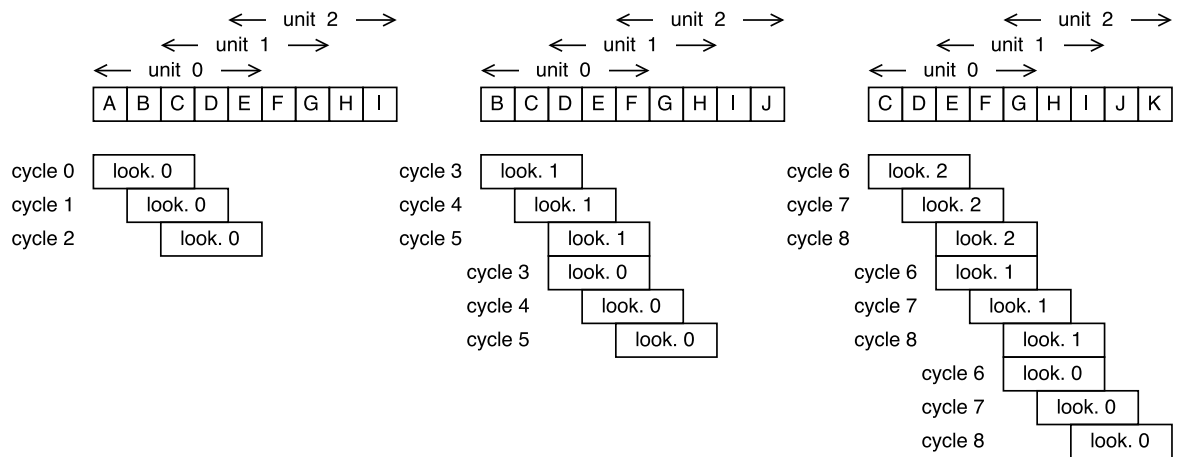 unit 2
unit 1
unit 0
A B C D E F G H I
cycle 0 look. 0
cycle 1 look. 0
cycle 2 look. 0
unit 2
unit 1
unit 0
B C D E F G H I J
cycle 3 look. 1
cycle 4 look. 1
cycle 5 look. 1
cycle 3 look. 0
cycle 4 look. 0
cycle 5 look. 0
unit 2
unit 1
unit 0
C D E F G H I J K
cycle 6 look. 2
cycle 7 look. 2
cycle 8 look. 2
cycle 6 look. 1
cycle 7 look. 1
cycle 8 look. 1
cycle 6 look. 0
cycle 7 look. 0
cycle 8 look. 0